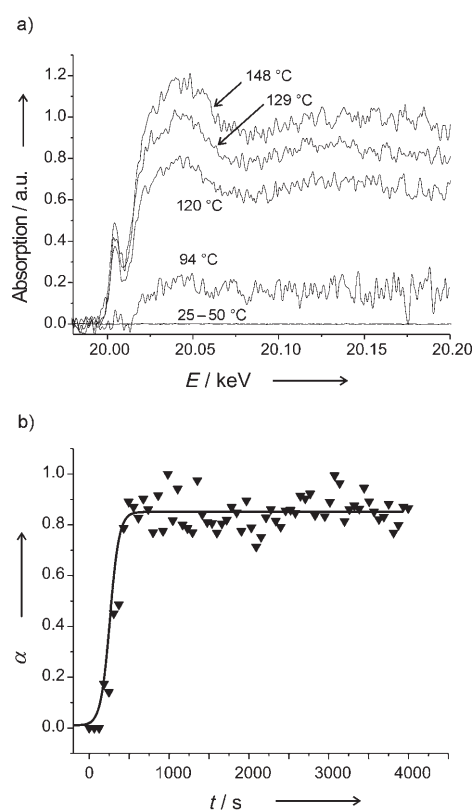 a)
Absorption / a.u.
1.2
1.0
0.8
0.6
0.4
0.2
0.0
148 °C
129 °C
120 °C
94 °C
25–50 °C
20.00 20.05 20.10 20.15 20.20
E / keV
b)
α
1.0
0.8
0.6
0.4
0.2
0.0
0 1000 2000 3000 4000
t / s